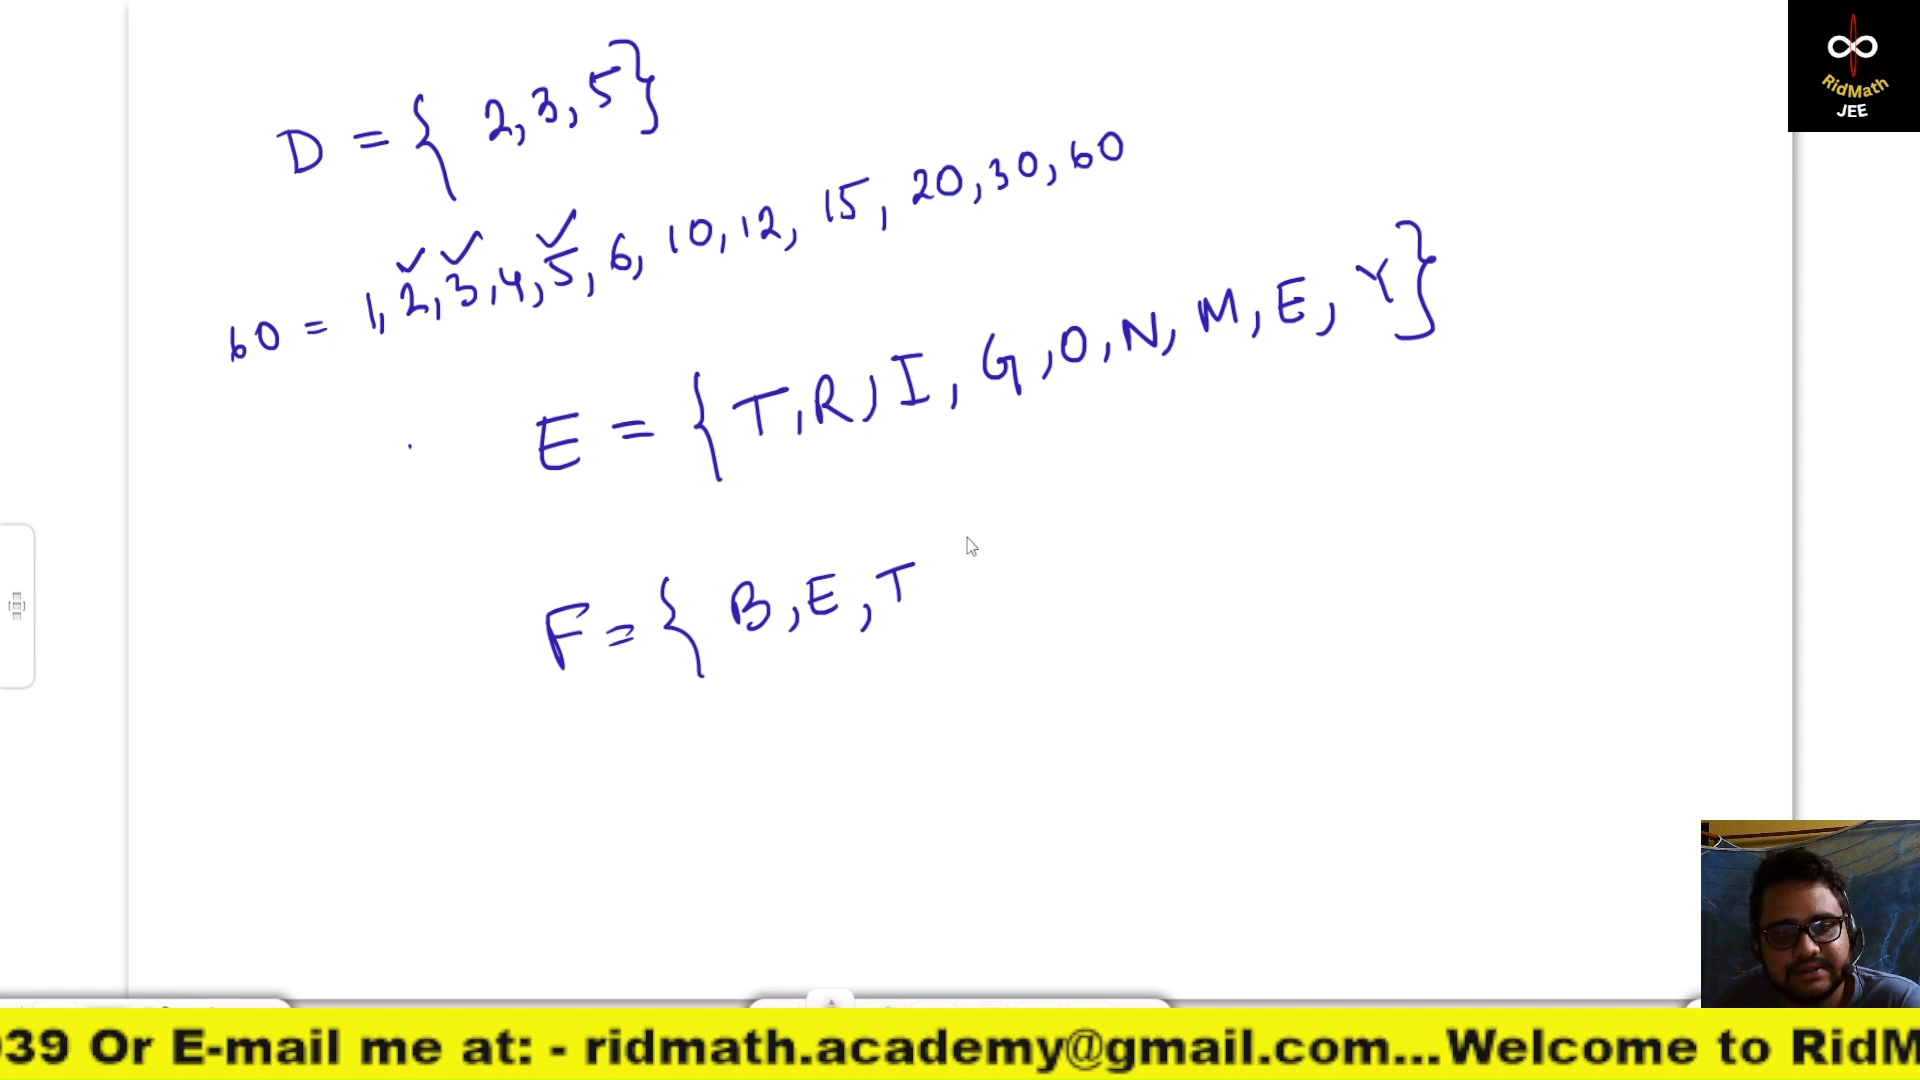 D = { 2, 3, 5}
60 = 1, 2, 3, 4, 5, 6, 10, 12, 15, 20, 30, 60
E = { T, R, I, G, O, N, M, E, Y}
F = { B, E, T
RidMath
JEE
039 Or E-mail me at: - ridmath.academy@gmail.com...Welcome to RidM